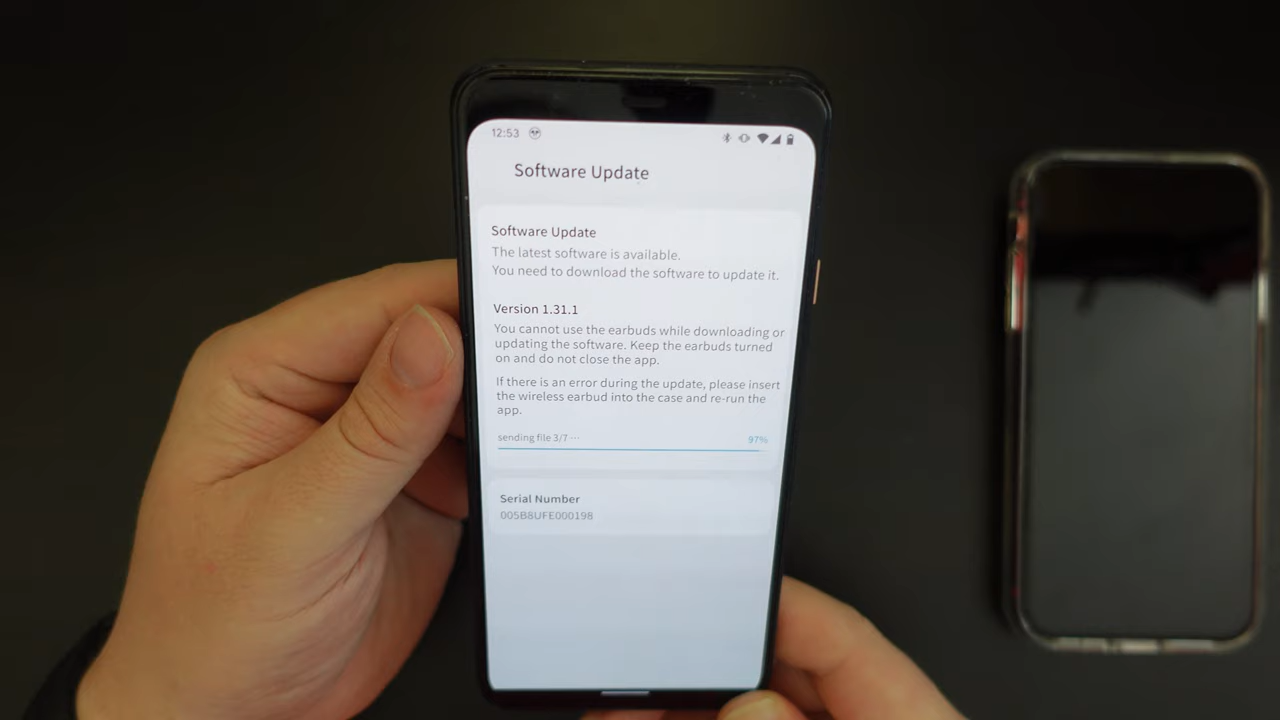 12:53
Software Update
Software Update
The latest software is available.
You need to download the software to update it.
Version 1.31.1
You cannot use the earbuds while downloading or
updating the software. Keep the earbuds turned
on and do not close the app.
If there is an error during the update, please insert
the wireless earbud into the case and re-run the
app.
sending file 3/7 ··· 97%
Serial Number
005B8UFE000198